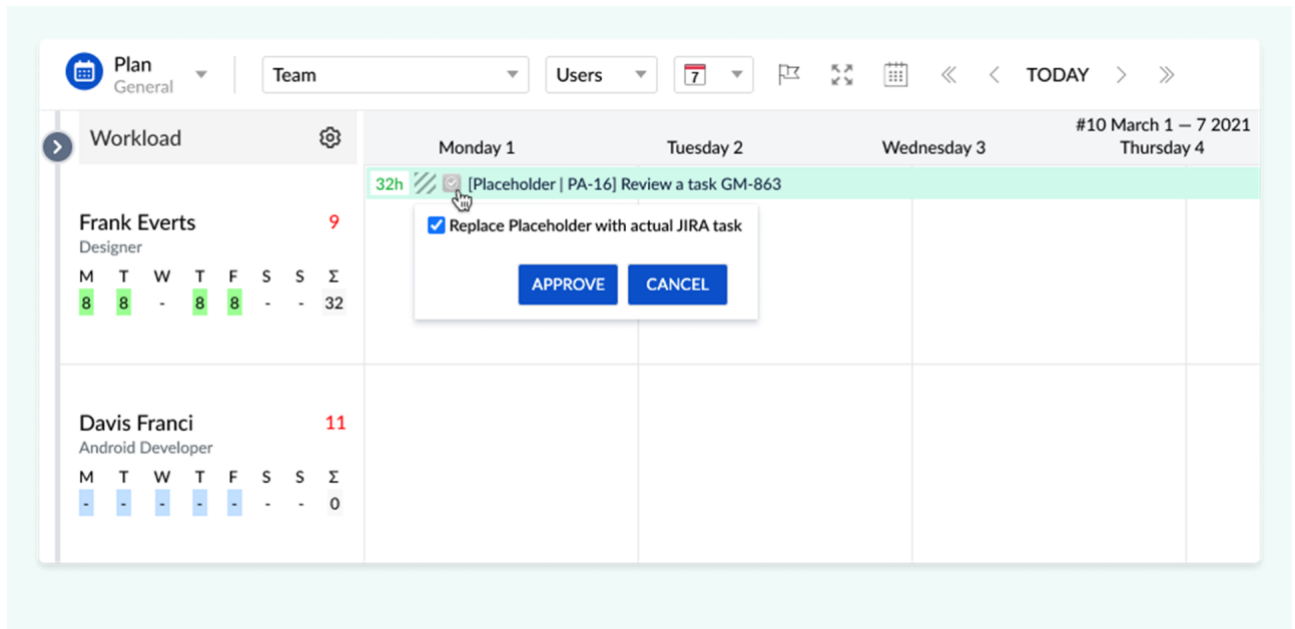 Plan
General
Team
Users
7
TODAY
Workload
#10 March 1 — 7 2021
Monday 1
Tuesday 2
Wednesday 3
Thursday 4
32h
[Placeholder | PA-16] Review a task GM-863
Replace Placeholder with actual JIRA task
APPROVE
CANCEL
Frank Everts
9
Designer
M T W T F S S Σ
8 8 - 8 8 - - 32
Davis Franci
11
Android Developer
M T W T F S S Σ
- - - - - - - 0